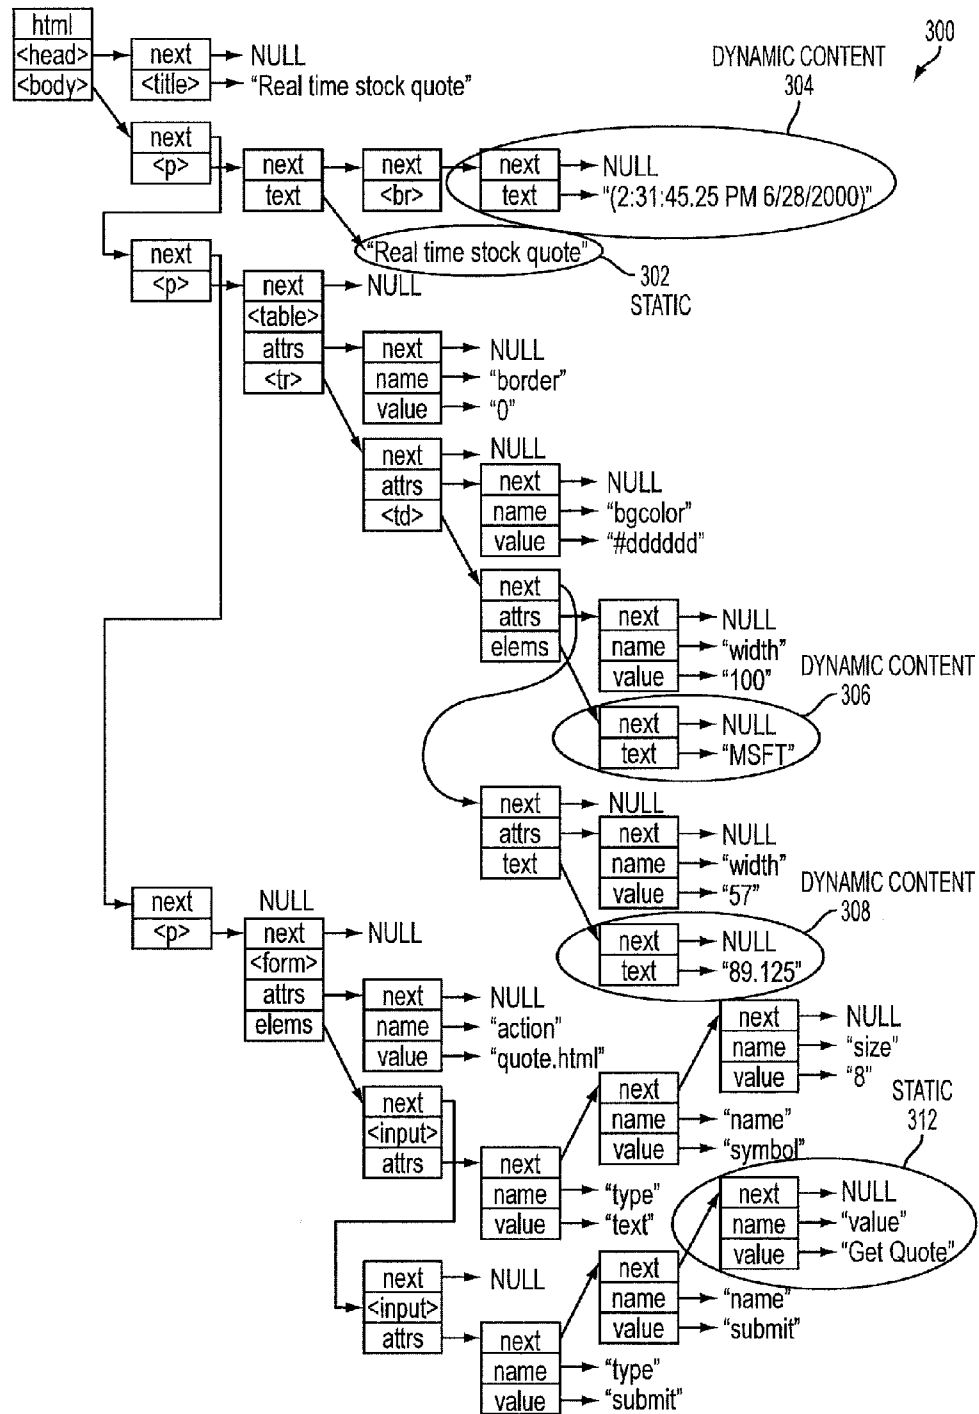 html
<head>
<body>
next
<title>
NULL
"Real time stock quote"
300
DYNAMIC CONTENT
304
next
<p>
next
text
next
<br>
next
text
NULL
"(2:31:45.25 PM 6/28/2000)"
"Real time stock quote"
302
STATIC
next
<p>
next
<table>
attrs
<tr>
NULL
next
name
value
NULL
"border"
"0"
next
attrs
<td>
NULL
next
name
value
NULL
"bgcolor"
"#dddddd"
next
attrs
elems
next
name
value
NULL
"width"
"100"
DYNAMIC CONTENT
306
next
text
NULL
"MSFT"
next
attrs
text
NULL
next
name
value
NULL
"width"
"57"
DYNAMIC CONTENT
308
next
text
NULL
"89.125"
next
<p>
NULL
next
<form>
attrs
elems
NULL
next
name
value
NULL
"action"
"quote.html"
next
<input>
attrs
next
name
value
"type"
"text"
next
name
value
"name"
"symbol"
next
name
value
NULL
"size"
"8"
STATIC
312
next
<input>
attrs
NULL
next
name
value
"type"
"submit"
next
name
value
"name"
"submit"
next
name
value
NULL
"value"
"Get Quote"